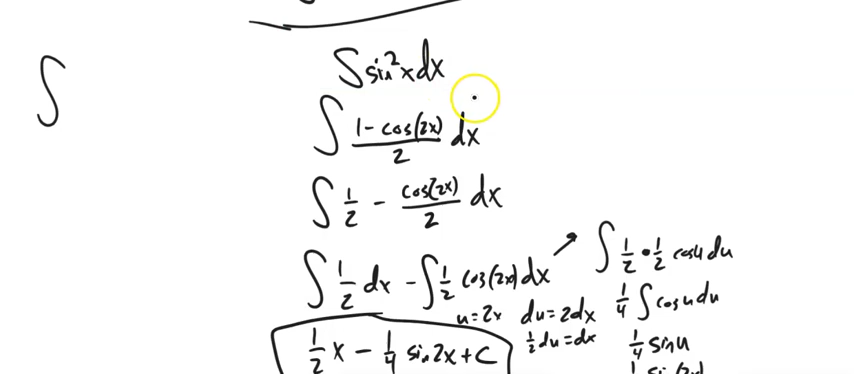 ∫
∫ sin²x dx
∫ (1 - cos(2x))/2 dx
∫ 1/2 - cos(2x)/2 dx
∫ 1/2 dx - ∫ 1/2 cos(2x) dx
u = 2x du = 2dx
1/2 du = dx
1/2 x - 1/4 sin 2x + C
∫ 1/2 • 1/2 cos u du
1/4 ∫ cos u du
1/4 sin u